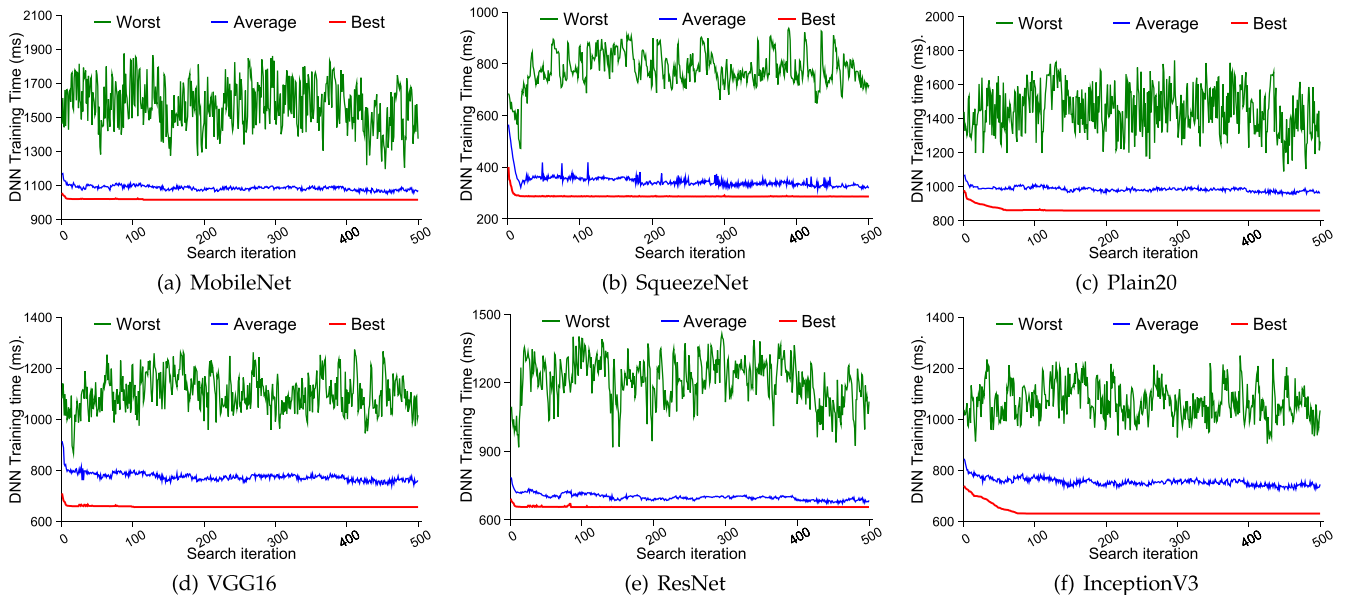 2100
1900
1700
1500
1300
1100
900
DNN Training Time (ms)
Worst Average Best
0 100 200 300 400 500
Search iteration
(a) MobileNet
1000
800
600
400
200
DNN Training Time (ms)
Worst Average Best
0 100 200 300 400 500
Search iteration
(b) SqueezeNet
2000
1800
1600
1400
1200
1000
800
DNN Training time (ms).
Worst Average Best
0 100 200 300 400 500
Search iteration
(c) Plain20
1400
1200
1000
800
600
DNN Training time (ms).
Worst Average Best
0 100 200 300 400 500
Search iteration
(d) VGG16
1500
1200
900
600
DNN Training Time (ms)
Worst Average Best
0 100 200 300 400 500
Search iteration
(e) ResNet
1400
1200
1000
800
600
DNN Training time (ms).
Worst Average Best
0 100 200 300 400 500
Search iteration
(f) InceptionV3